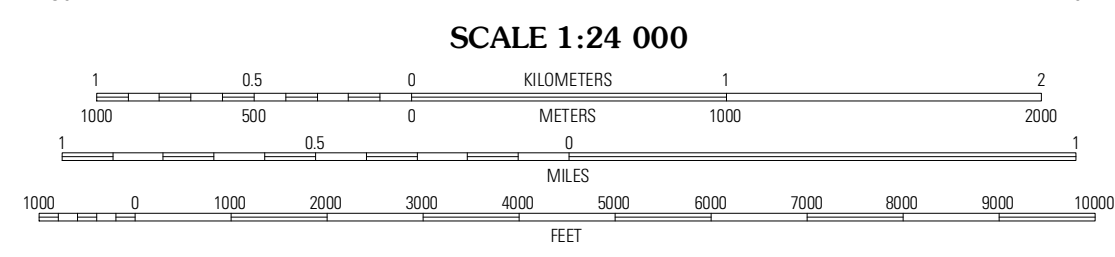 SCALE 1:24 000
1 0.5 0 KILOMETERS 1 2
1000 500 0 METERS 1000 2000
1 0.5 0 1
MILES
1000 0 1000 2000 3000 4000 5000 6000 7000 8000 9000 10000
FEET